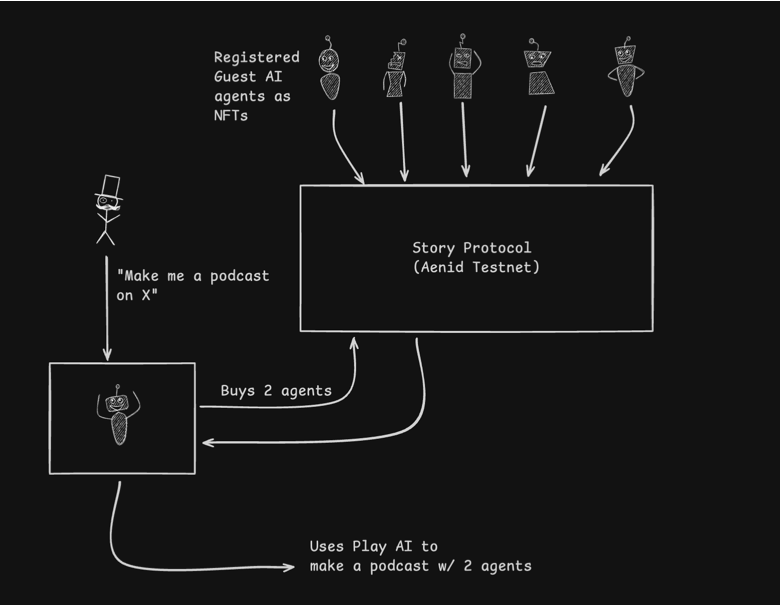 Registered
Guest AI
agents as
NFTs
Story Protocol
(Aenid Testnet)
"Make me a podcast
on X"
Buys 2 agents
Uses Play AI to
make a podcast w/ 2 agents